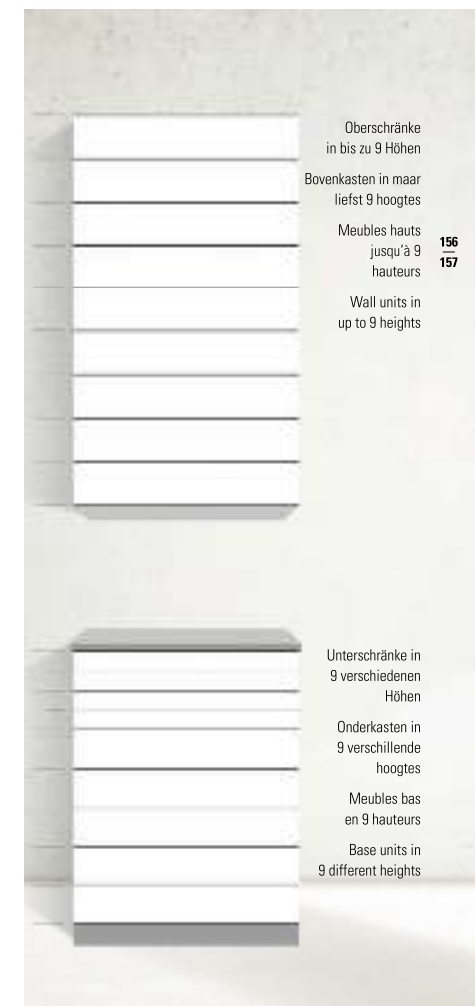 Oberschränke
in bis zu 9 Höhen
Bovenkasten in maar
liefst 9 hoogtes
Meubles hauts
jusqu'à 9
hauteurs
Wall units in
up to 9 heights
156
157
Unterschränke in
9 verschiedenen
Höhen
Onderkasten in
9 verschillende
hoogtes
Meubles bas
en 9 hauteurs
Base units in
9 different heights